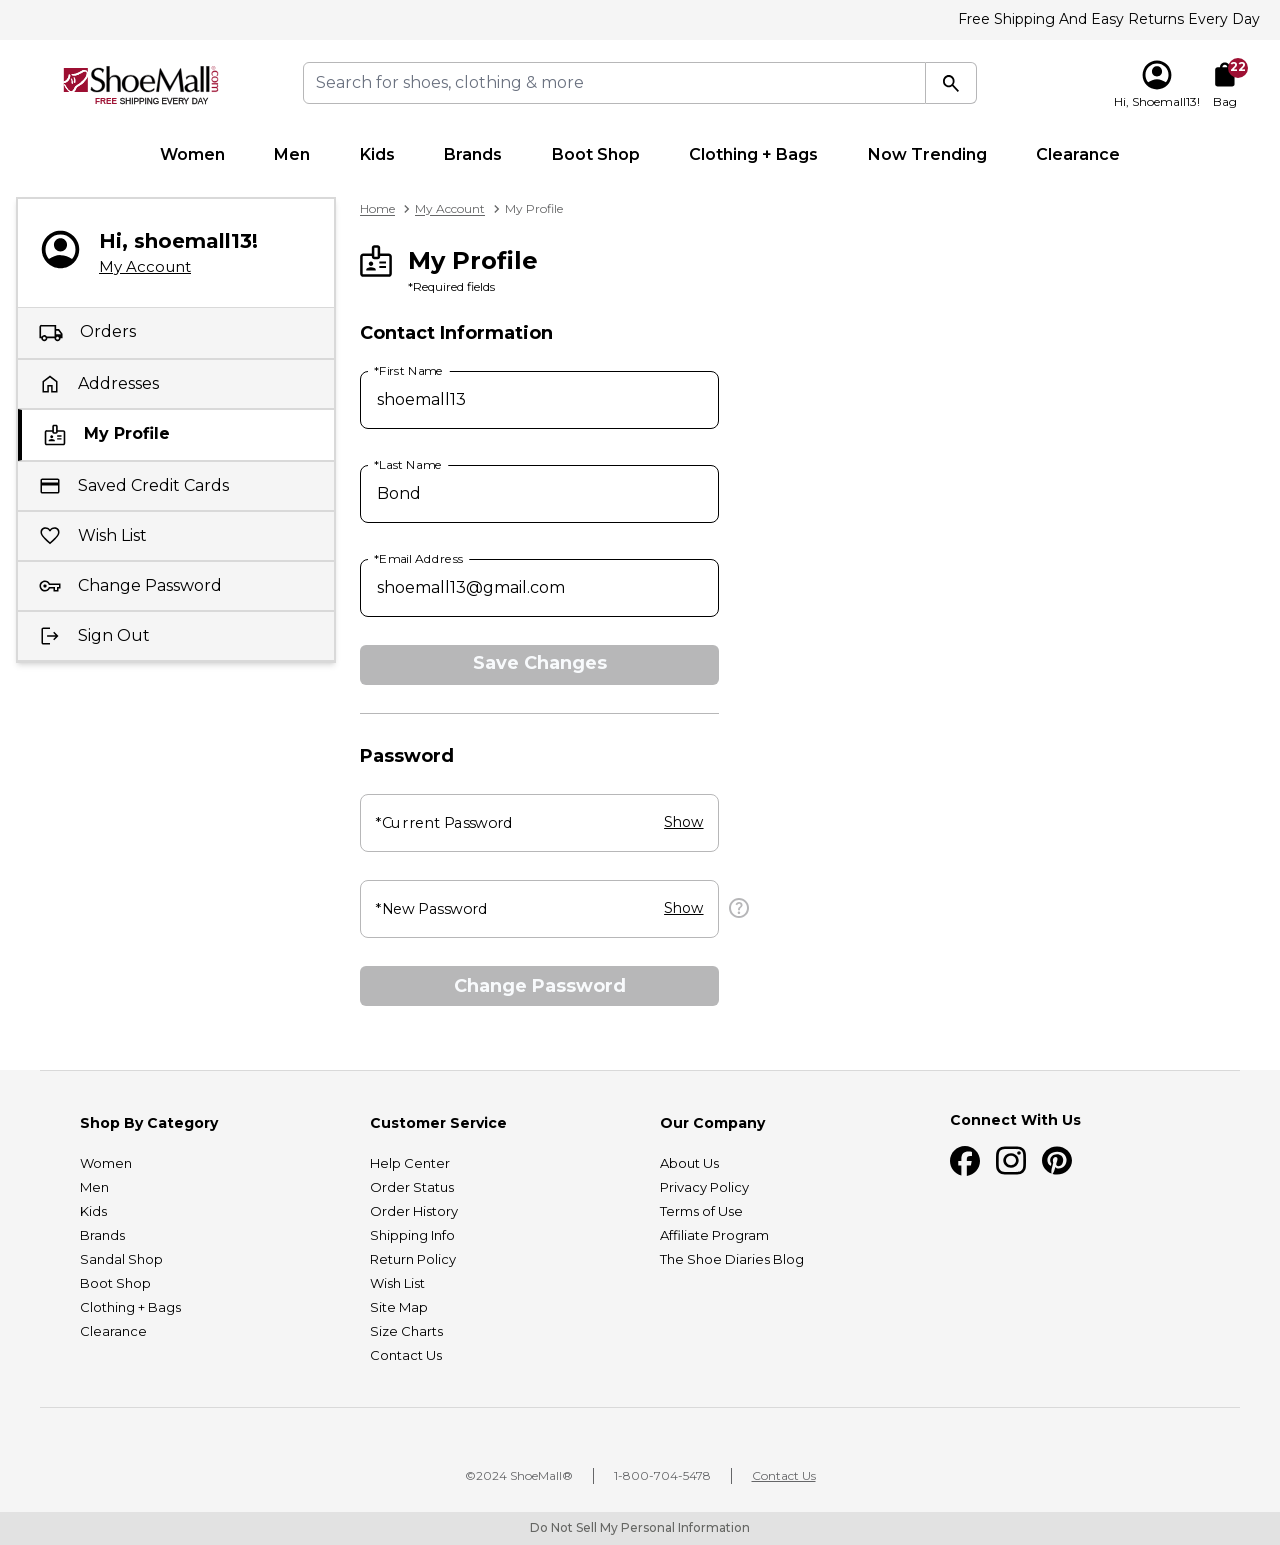 Free Shipping And Easy Returns Every Day
ShoeMall.com
FREE SHIPPING EVERY DAY
Search for shoes, clothing & more
Hi, Shoemall13!
22
Bag
Women Men Kids Brands Boot Shop Clothing + Bags Now Trending Clearance
Hi, shoemall13!
My Account
Orders
Addresses
My Profile
Saved Credit Cards
Wish List
Change Password
Sign Out
Home > My Account > My Profile
My Profile
*Required fields
Contact Information
*First Name
shoemall13
*Last Name
Bond
*Email Address
shoemall13@gmail.com
Save Changes
Password
*Current Password Show
*New Password Show
Change Password
Shop By Category
Women
Men
Kids
Brands
Sandal Shop
Boot Shop
Clothing + Bags
Clearance
Customer Service
Help Center
Order Status
Order History
Shipping Info
Return Policy
Wish List
Site Map
Size Charts
Contact Us
Our Company
About Us
Privacy Policy
Terms of Use
Affiliate Program
The Shoe Diaries Blog
Connect With Us
©2024 ShoeMall® | 1-800-704-5478 | Contact Us
Do Not Sell My Personal Information